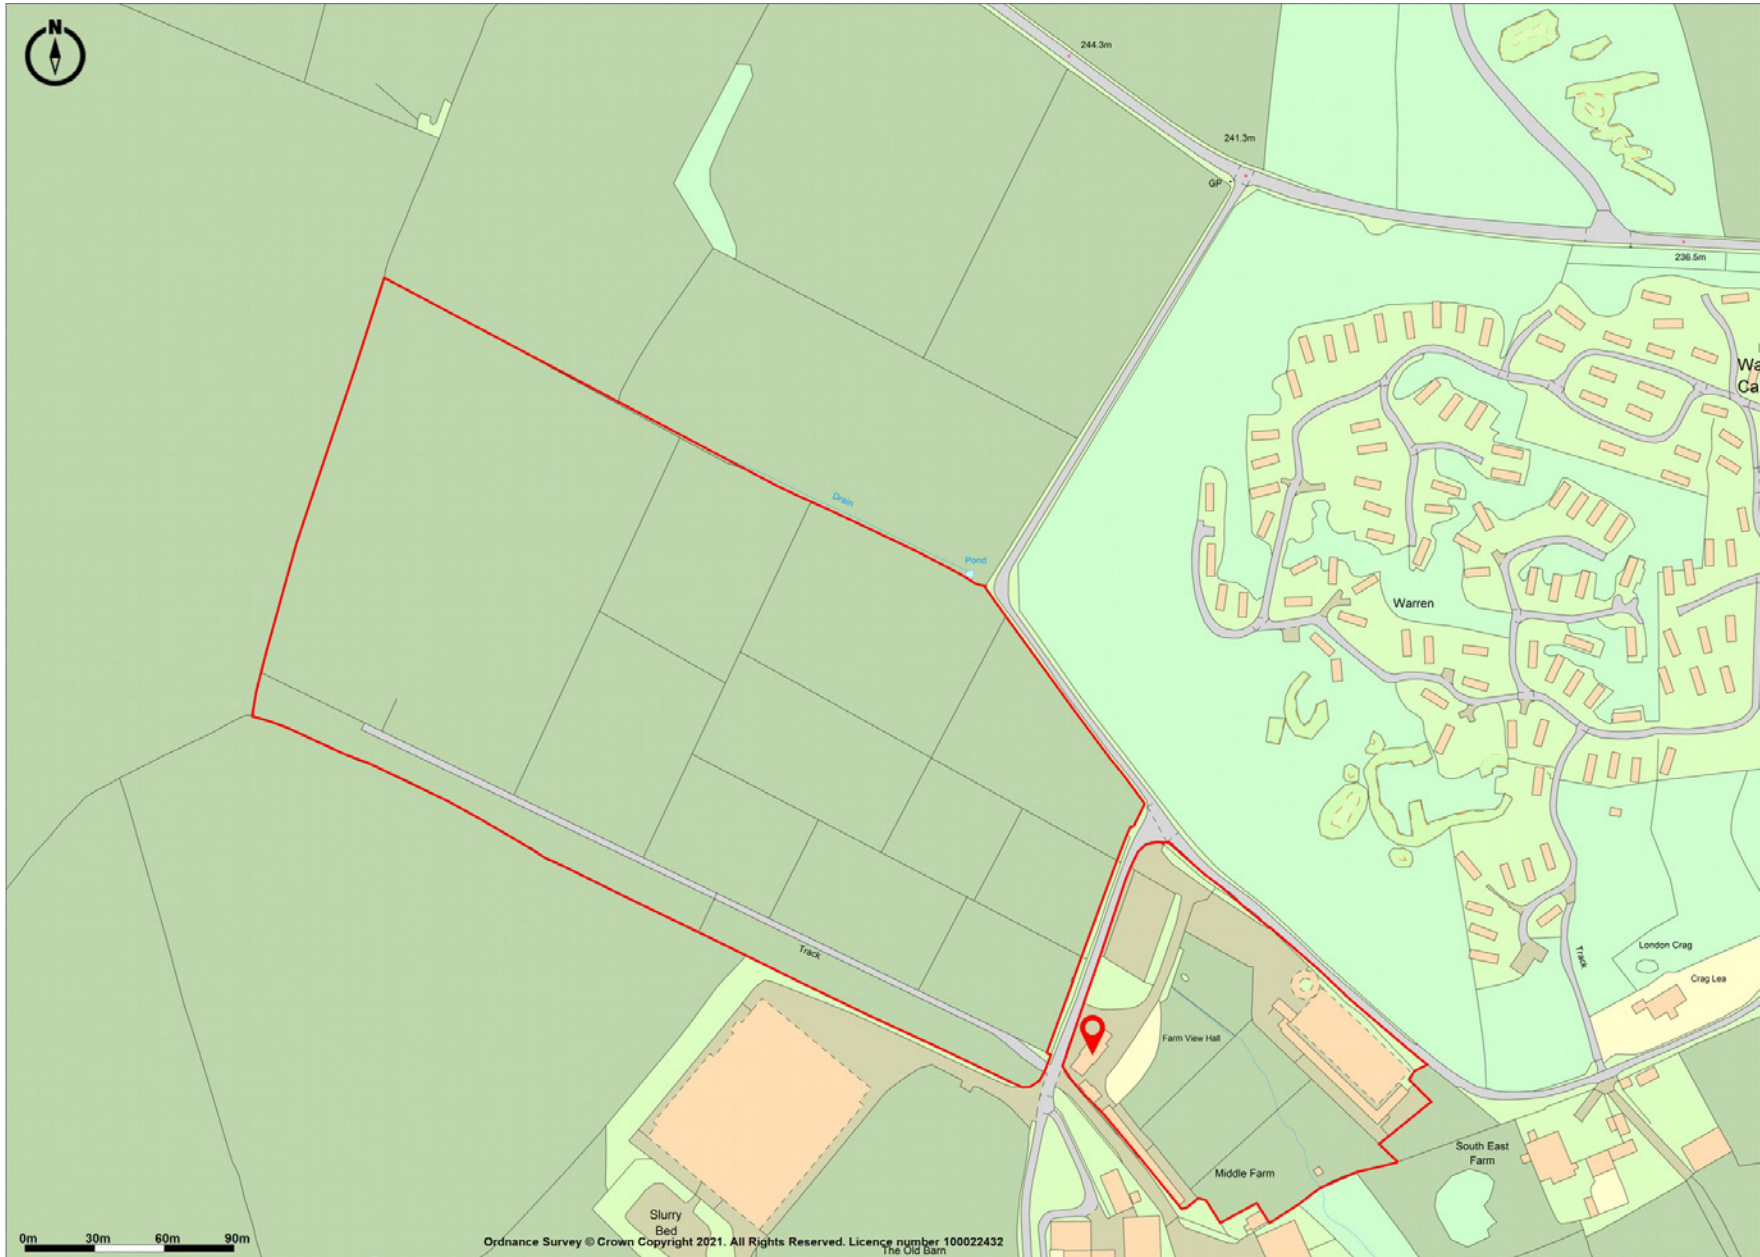 N
244.3m
241.3m
GP
236.5m
Wa
Ca
Drain
Pond
Warren
Track
Track
London Crag
Crag Lea
Farm View Hall
South East
Farm
Middle Farm
Slurry
Bed
0m 30m 60m 90m
Ordnance Survey © Crown Copyright 2021. All Rights Reserved. Licence number 100022432
The Old Barn